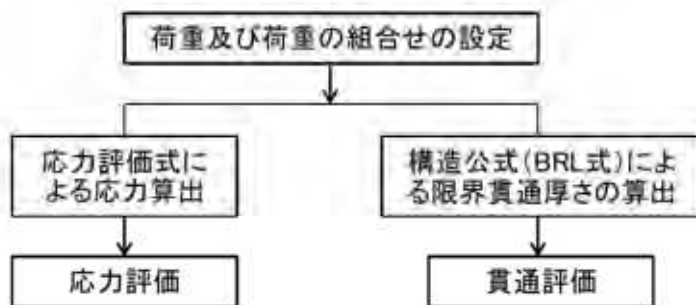 荷重及び荷重の組合せの設定
応力評価式に
よる応力算出
構造公式(BRL式)によ
る限界貫通厚さの算出
応力評価
貫通評価